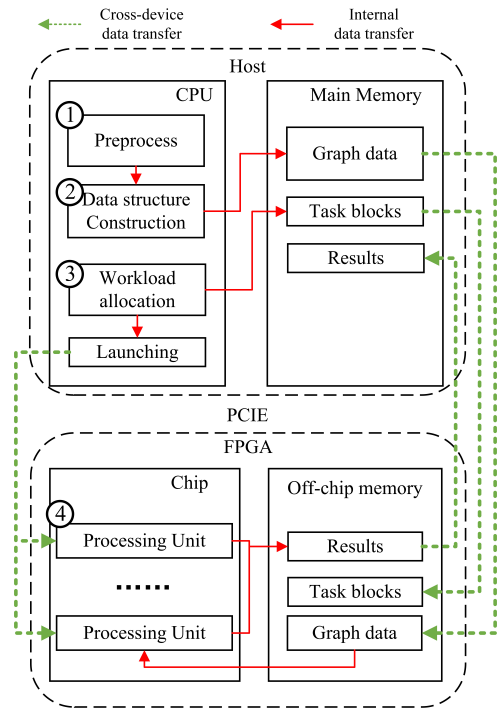 Cross-device
data transfer
Internal
data transfer
Host
CPU
1
Preprocess
2
Data structure
Construction
3
Workload
allocation
Launching
Main Memory
Graph data
Task blocks
Results
PCIE
FPGA
Chip
4
Processing Unit
......
Processing Unit
Off-chip memory
Results
Task blocks
Graph data